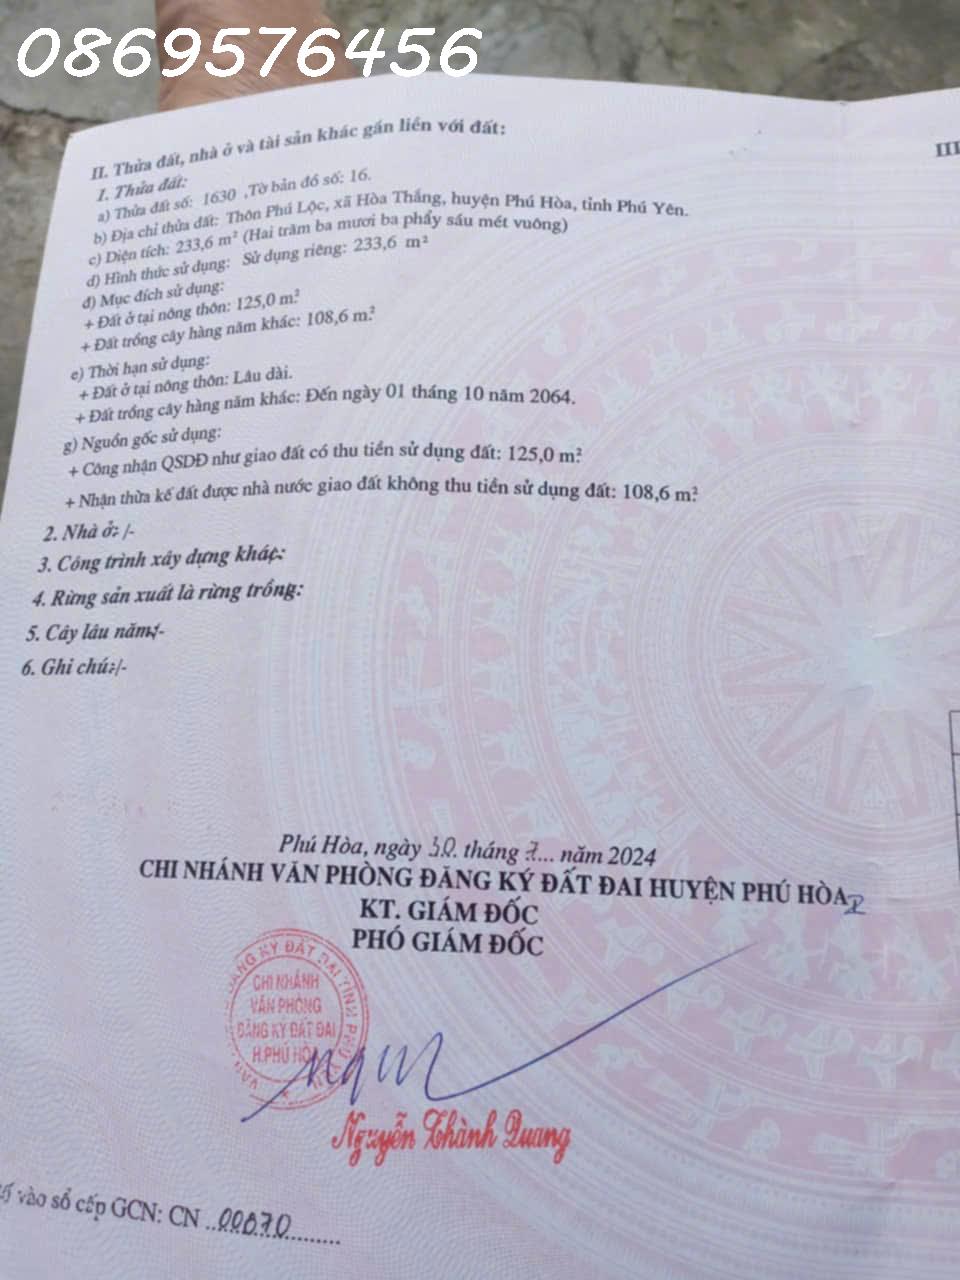 0869576456
II. Thửa đất, nhà ở và tài sản khác gắn liền với đất:
III
1. Thửa đất:
a) Thửa đất số: 1630 ,Tờ bản đồ số: 16.
b) Địa chỉ thửa đất: Thôn Phú Lộc, xã Hòa Thắng, huyện Phú Hòa, tỉnh Phú Yên.
c) Diện tích: 233,6 m² (Hai trăm ba mươi ba phẩy sáu mét vuông)
d) Hình thức sử dụng: Sử dụng riêng: 233,6 m²
đ) Mục đích sử dụng:
+ Đất ở tại nông thôn: 125,0 m².
+ Đất trồng cây hàng năm khác: 108,6 m².
e) Thời hạn sử dụng:
+ Đất ở tại nông thôn: Lâu dài.
+ Đất trồng cây hàng năm khác: Đến ngày 01 tháng 10 năm 2064.
g) Nguồn gốc sử dụng:
+ Công nhận QSDĐ như giao đất có thu tiền sử dụng đất: 125,0 m².
+ Nhận thừa kế đất được nhà nước giao đất không thu tiền sử dụng đất: 108,6 m².
2. Nhà ở: /-
3. Công trình xây dựng khác:
4. Rừng sản xuất là rừng trồng:
5. Cây lâu năm:/-
6. Ghi chú:/-
Phú Hòa, ngày 30. tháng 7... năm 2024
CHI NHÁNH VĂN PHÒNG ĐĂNG KÝ ĐẤT ĐAI HUYỆN PHÚ HÒA
KT. GIÁM ĐỐC
PHÓ GIÁM ĐỐC
CHI NHÁNH
VĂN PHÒNG
ĐĂNG KÝ ĐẤT ĐAI
H.PHÚ HÒA
Nguyễn Thành Quang
số vào sổ cấp GCN: CN